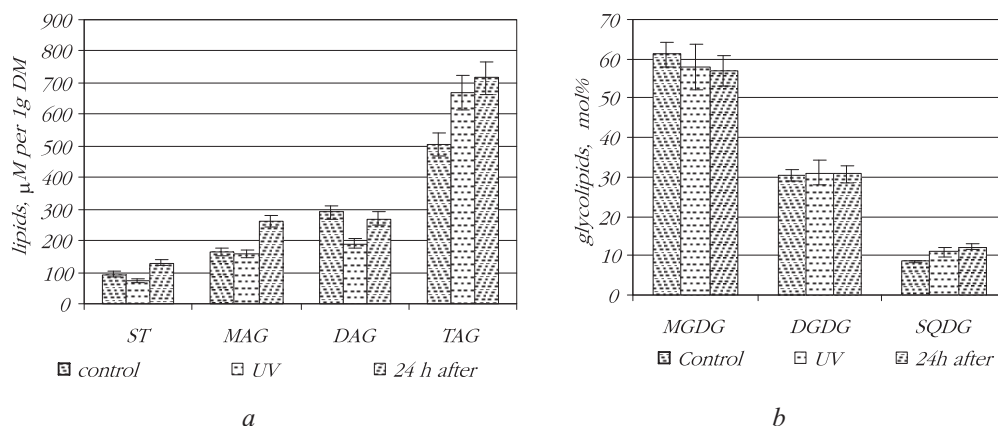 lipids, μM per 1g DM
900
800
700
600
500
400
300
200
100
0
ST MAG DAG TAG
control UV 24 h after
a
glycolipids, mol%
70
60
50
40
30
20
10
0
MGDG DGDG SQDG
Control UV 24h after
b